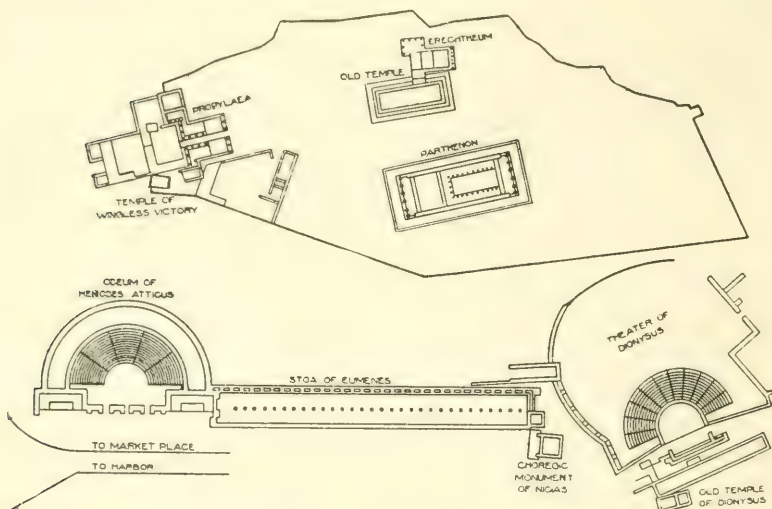 ERECHTHEUM
OLD TEMPLE
PROPYLAEA
PARTHENON
TEMPLE OF
WINGLESS VICTORY
ODEUM OF
HERODES ATTICUS
THEATER OF
DIONYSUS
STOA OF EUMENES
TO MARKET PLACE
TO HARBOR
CHOREGIC
MONUMENT
OF NICIAS
OLD TEMPLE
OF DIONYSUS